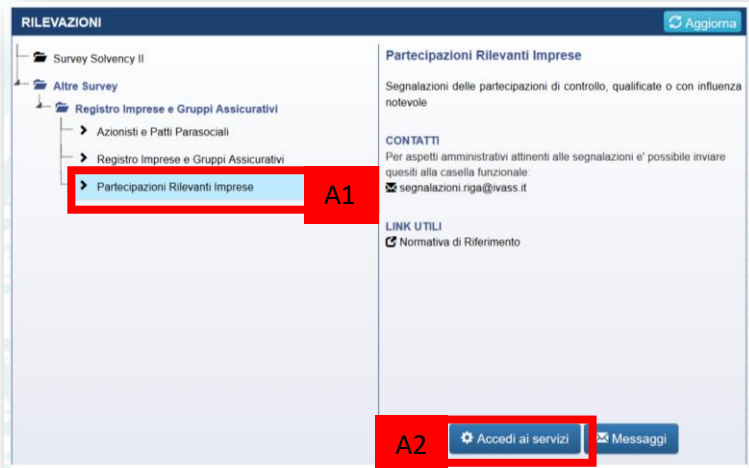 RILEVAZIONI
Aggiorna
Survey Solvency II
Altre Survey
Registro Imprese e Gruppi Assicurativi
Azionisti e Patti Parasociali
Registro Imprese e Gruppi Assicurativi
Partecipazioni Rilevanti Imprese
A1
Partecipazioni Rilevanti Imprese
Segnalazioni delle partecipazioni di controllo, qualificate o con influenza
notevole
CONTATTI
Per aspetti amministrativi attinenti alle segnalazioni e' possibile inviare
quesiti alla casella funzionale:
segnalazioni.riga@ivass.it
LINK UTILI
Normativa di Riferimento
A2
Accedi ai servizi
Messaggi